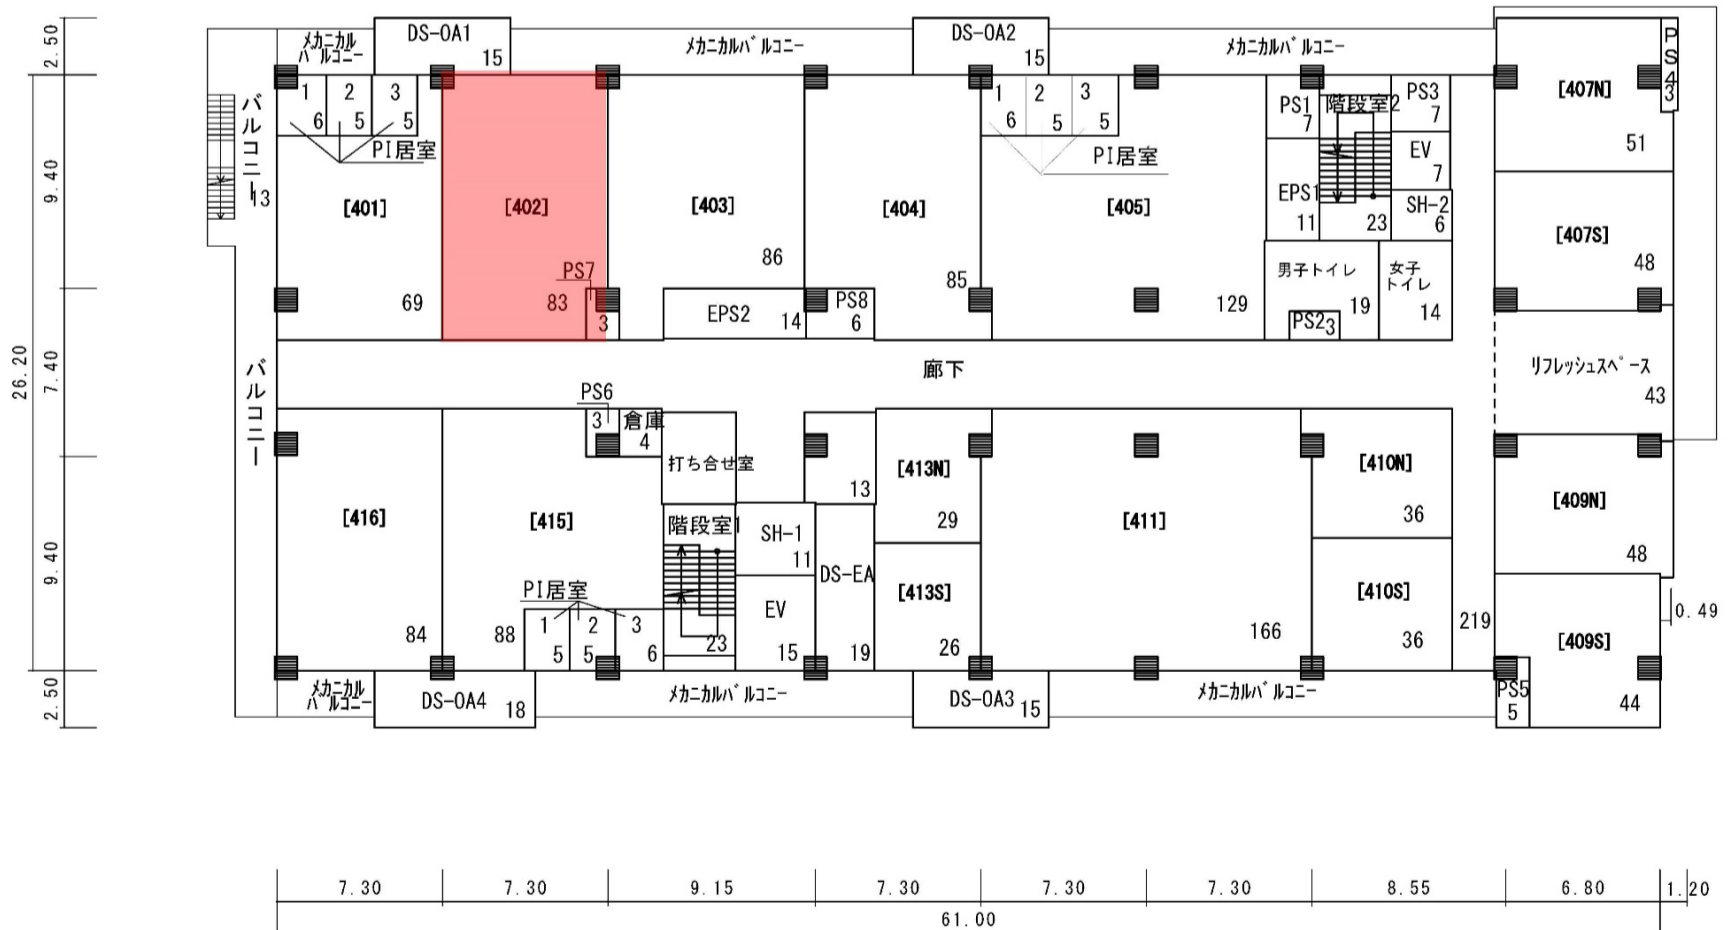 DS-OA1
15
DS-OA2
15
メカニカル
バルコニー
メカニカルバルコニー
メカニカルバルコニー
PS4
3
[407N]
51
バルコニー
13
1
6
2
5
3
5
PI居室
[401]
69
[402]
83
PS7
3
[403]
86
EPS2
14
[404]
85
PS8
6
1
6
2
5
3
5
PI居室
[405]
129
PS1
7
階段室2
23
PS3
7
EV
7
EPS1
11
SH-2
6
男子トイレ
19
女子
トイレ
14
PS2
3
[407S]
48
リフレッシュスペース
43
廊下
219
バルコニー
[416]
84
PS6
3
倉庫
4
[415]
88
PI居室
1
5
2
5
3
6
打ち合せ室
階段室1
23
SH-1
11
EV
15
13
DS-EA
19
[413N]
29
[413S]
26
[411]
166
[410N]
36
[410S]
36
[409N]
48
[409S]
44
PS5
5
0.49
メカニカル
バルコニー
DS-OA4
18
メカニカルバルコニー
DS-OA3
15
メカニカルバルコニー
2.50
9.40
7.40
9.40
2.50
26.20
7.30
7.30
9.15
7.30
7.30
7.30
8.55
6.80
1.20
61.00